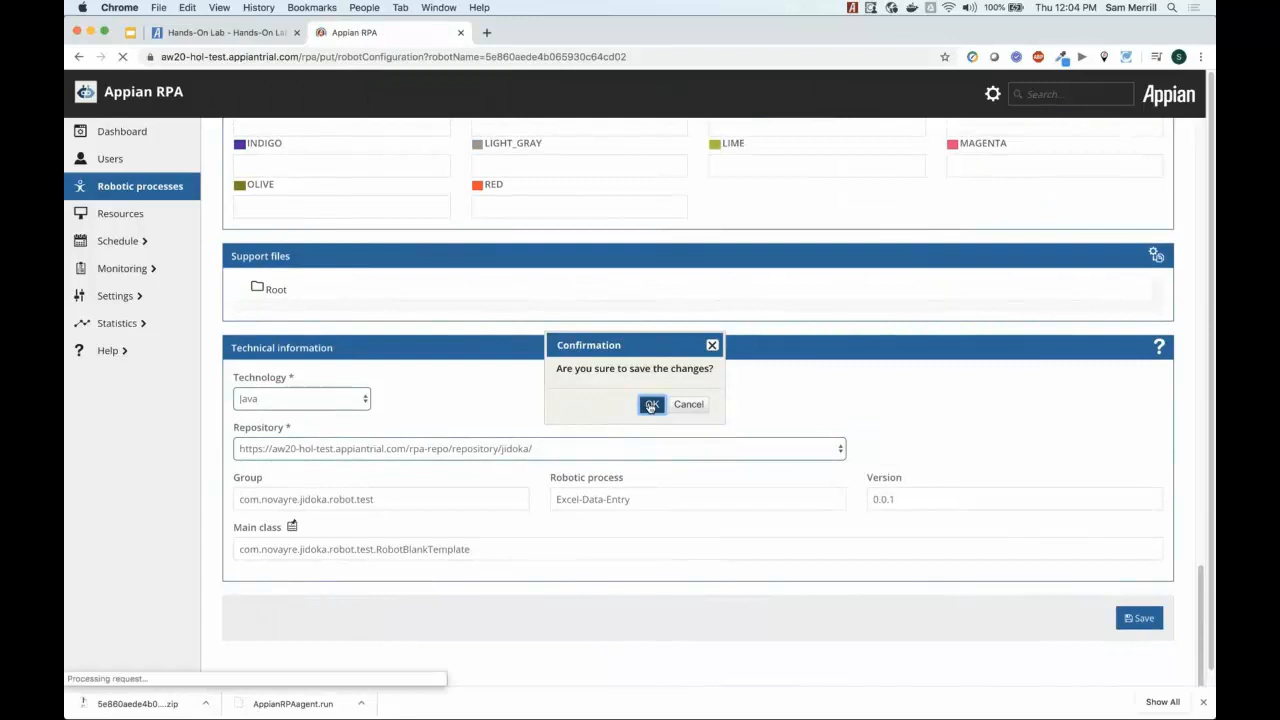 Chrome File Edit View History Bookmarks People Tab Window Help 100% Thu 12:04 PM Sam Merrill
Hands-On Lab - Hands-On La × Appian RPA × +
aw20-hol-test.appiantrial.com/rpa/put/robotConfiguration?robotName=5e860aede4b065930c64cd02 S
Appian RPA Search... Appian
Dashboard
Users
Robotic processes
Resources
Schedule
Monitoring
Settings
Statistics
Help
INDIGO LIGHT_GRAY LIME MAGENTA
OLIVE RED
Support files
Root
Technical information ?
Confirmation
Are you sure to save the changes?
OK Cancel
Technology *
Java
Repository *
https://aw20-hol-test.appiantrial.com/rpa-repo/repository/jidoka/
Group Robotic process Version
com.novayre.jidoka.robot.test Excel-Data-Entry 0.0.1
Main class
com.novayre.jidoka.robot.test.RobotBlankTemplate
Save
Processing request...
5e860aede4b0....zip AppianRPAagent.run Show All